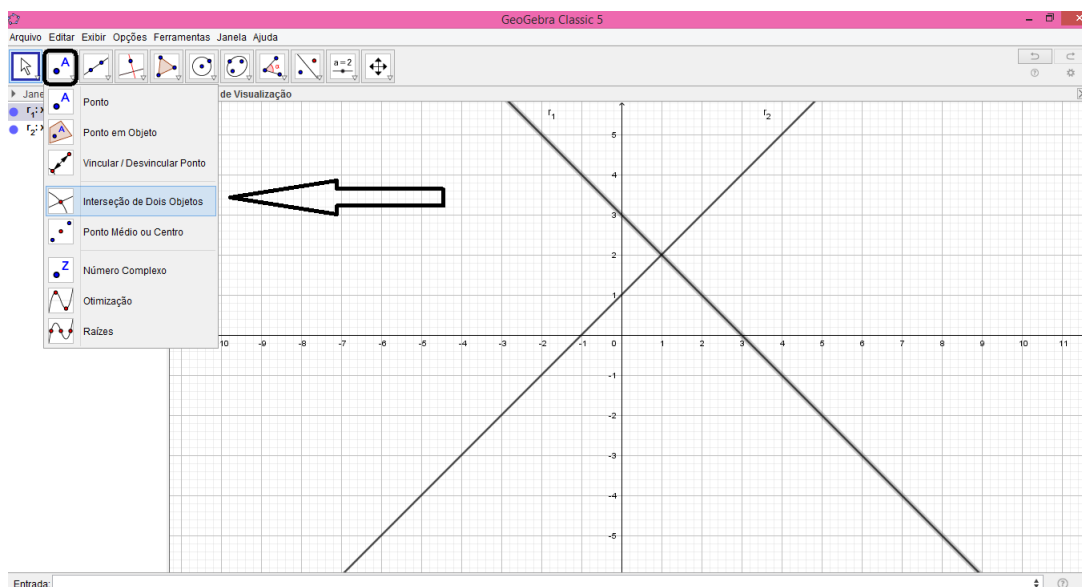 GeoGebra Classic 5
Arquivo Editar Exibir Opções Ferramentas Janela Ajuda
A
a=2
Jane
de Visualização
r1:
r2:
A Ponto
A Ponto em Objeto
Vincular / Desvincular Ponto
Interseção de Dois Objetos
Ponto Médio ou Centro
Z Número Complexo
Otimização
Raízes
r1
r2
5
4
3
2
1
10 -9 -8 -7 -6 -5 -4 -3 -2 -1 0 1 2 3 4 5 6 7 8 9 10 11
-1
-2
-3
-4
-5
Entrada: